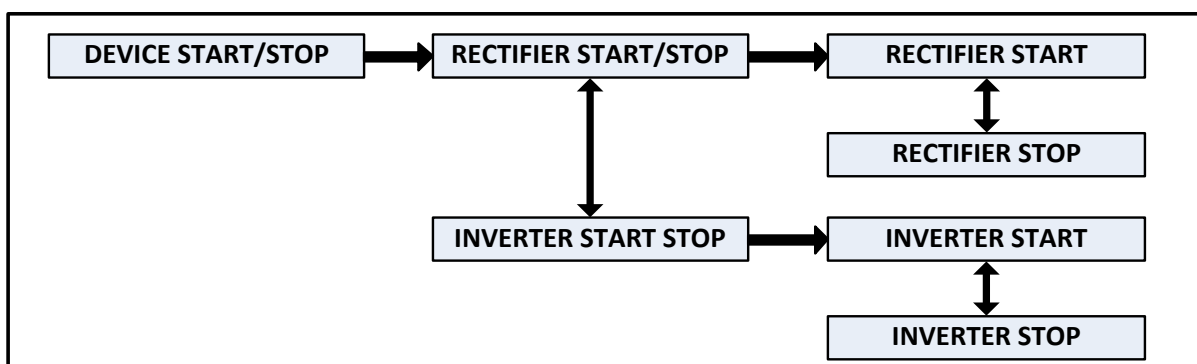 DEVICE START/STOP
RECTIFIER START/STOP
RECTIFIER START
RECTIFIER STOP
INVERTER START STOP
INVERTER START
INVERTER STOP